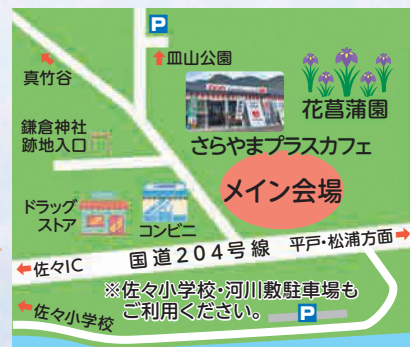 P
皿山公園
真竹谷
花菖蒲園
鎌倉神社
跡地入口
さらやまプラスカフェ
メイン会場
ドラッグ
ストア
コンビニ
国道204号線
平戸・松浦方面
佐々IC
※佐々小学校・河川敷駐車場も
ご利用ください。
P
佐々小学校